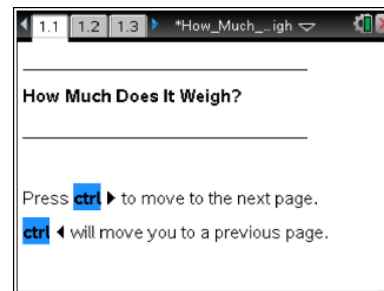 1.1 1.2 1.3 *How_Much_...igh
How Much Does It Weigh?
Press ctrl ▶ to move to the next page.
ctrl ◀ will move you to a previous page.